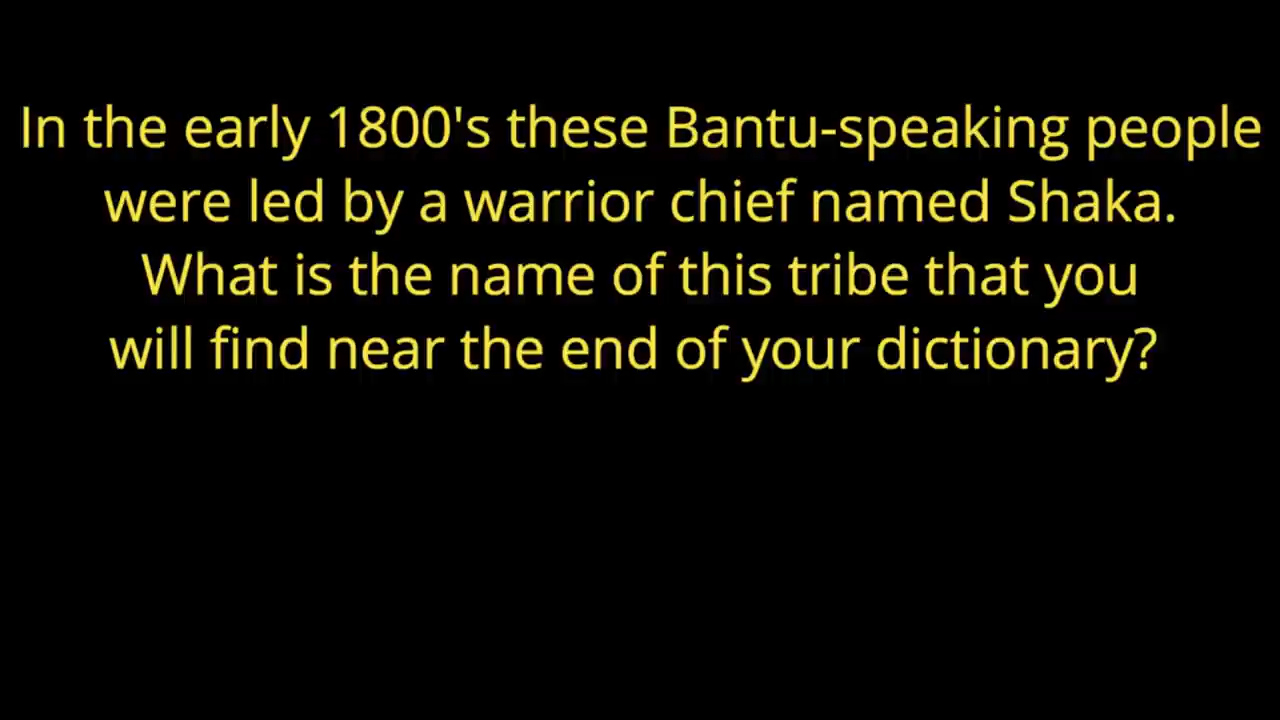 In the early 1800's these Bantu-speaking people
were led by a warrior chief named Shaka.
What is the name of this tribe that you
will find near the end of your dictionary?